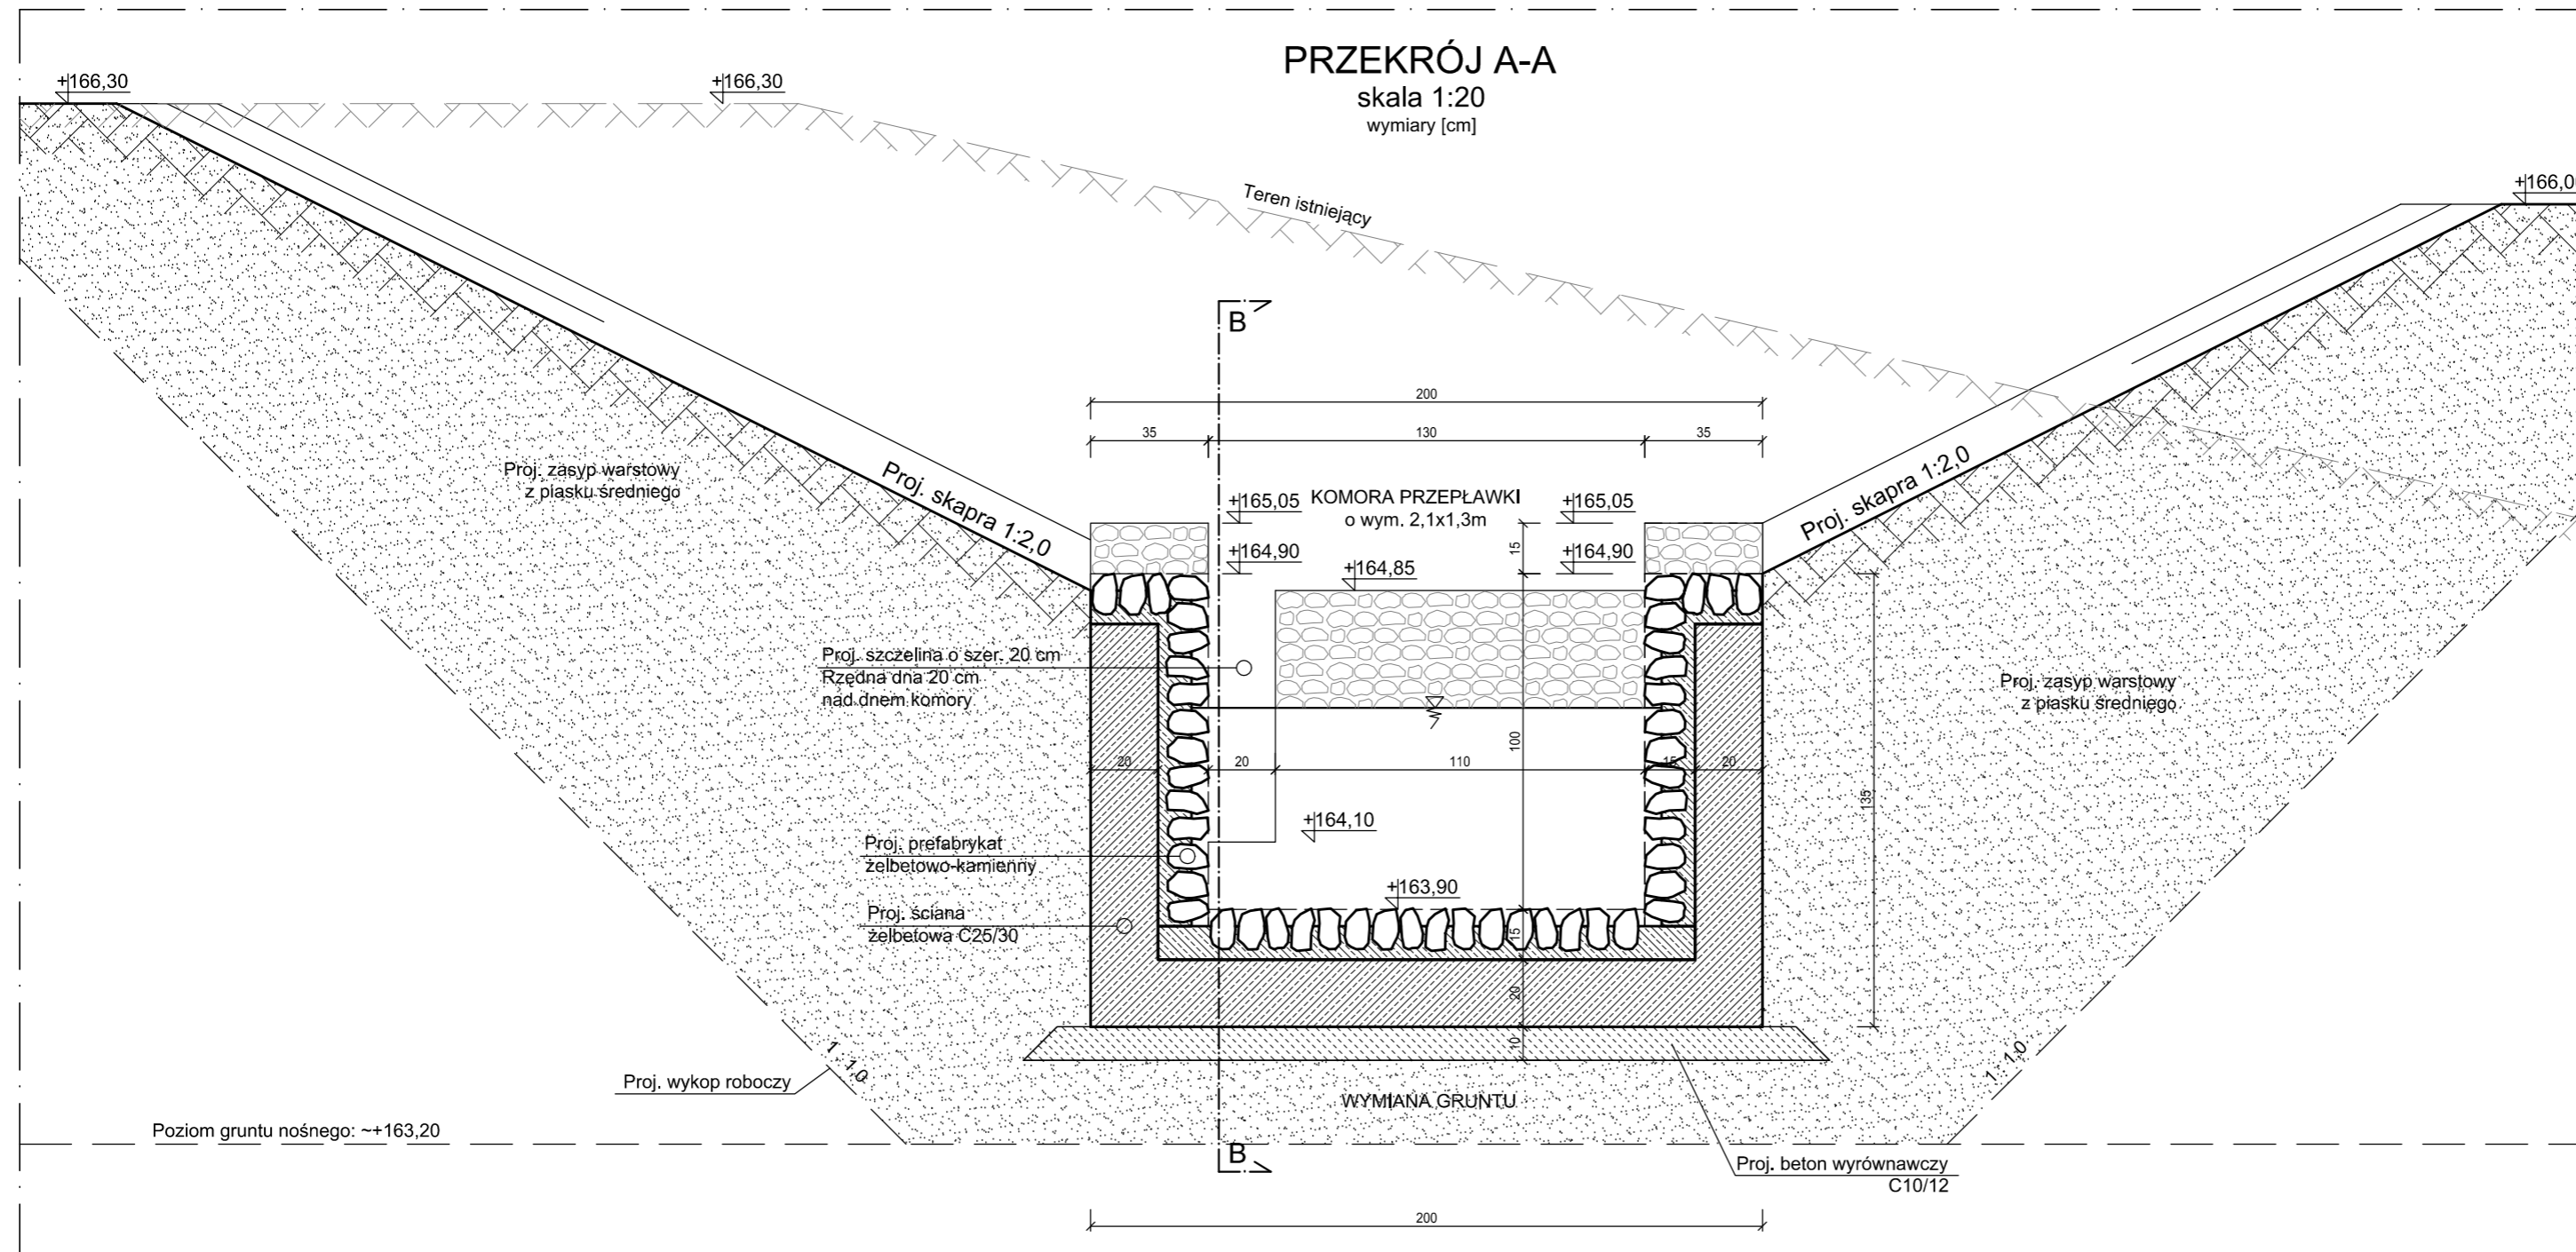 PRZEKRÓJ A-A
skala 1:20
wymiary [cm]
+166,30
+166,30
+166,0
Teren istniejący
B
200
35
130
35
Proj. zasyp warstowy
z piasku średniego
Proj. skapra 1:2,0
Proj. skapra 1:2,0
+165,05
KOMORA PRZEPŁAWKI
o wym. 2,1x1,3m
+165,05
+164,90
15
+164,90
+164,85
Proj. szczelina o szer. 20 cm
Rzędna dna 20 cm
nad dnem komory
Proj. zasyp warstowy
z piasku średniego
100
20
20
110
15
20
135
+164,10
Proj. prefabrykat
żelbetowo-kamienny
+163,90
Proj. ściana
żelbetowa C25/30
15
20
10
1 : 1,0
1 : 1,0
Proj. wykop roboczy
WYMIANA GRUNTU
Poziom gruntu nośnego: ~+163,20
B
Proj. beton wyrównawczy
C10/12
200